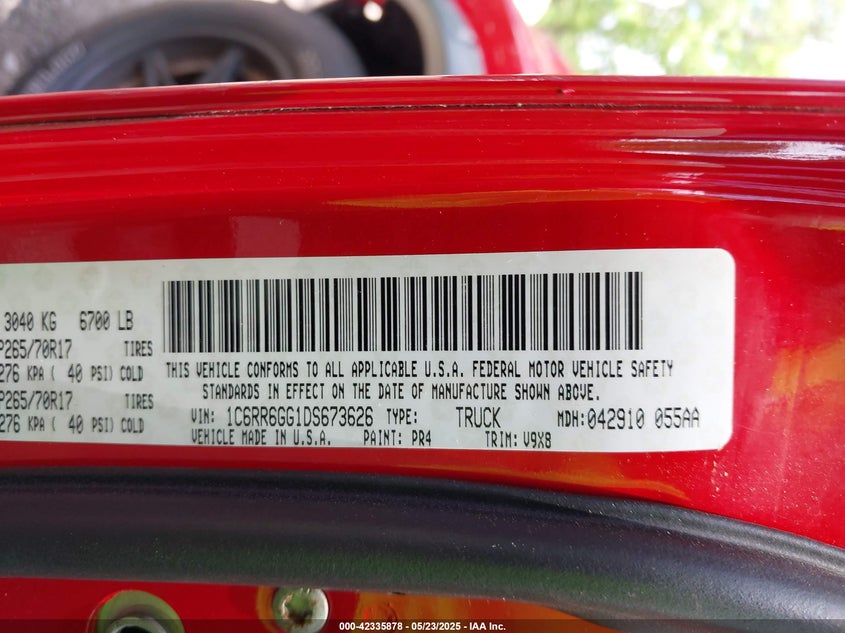 3040 KG 6700 LB
P265/70R17 TIRES
276 KPA ( 40 PSI) COLD
P265/70R17 TIRES
276 KPA ( 40 PSI) COLD
THIS VEHICLE CONFORMS TO ALL APPLICABLE U.S.A. FEDERAL MOTOR VEHICLE SAFETY
STANDARDS IN EFFECT ON THE DATE OF MANUFACTURE SHOWN ABOVE.
VIN: 1C6RR6GG1DS673626 TYPE: TRUCK MDH:042910 055AA
VEHICLE MADE IN U.S.A. PAINT: PR4 TRIM: V9X8
000-42335878 — 05/23/2025 — IAA Inc.